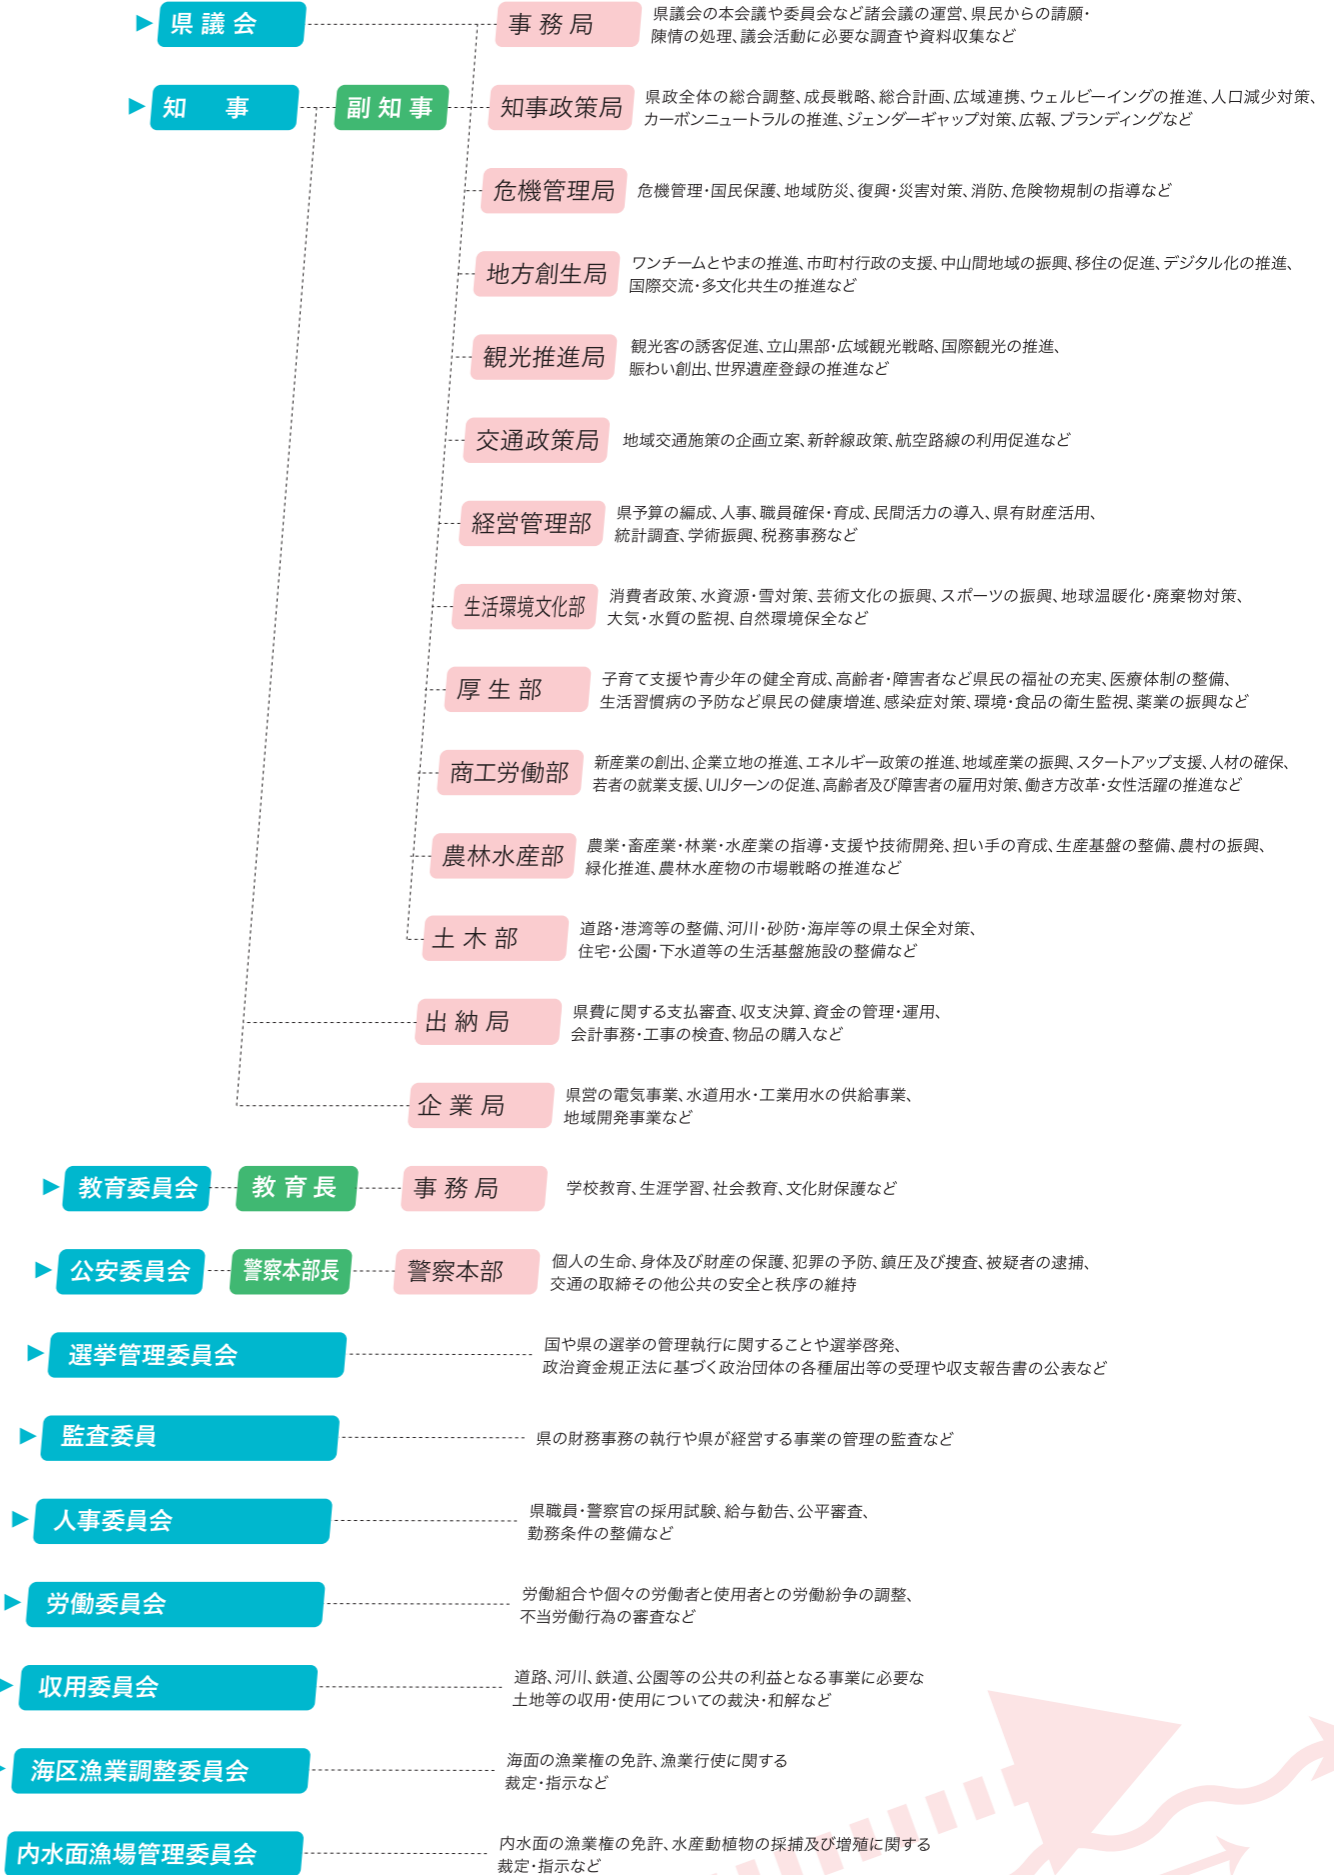 県議会
事務局
県議会の本会議や委員会など諸会議の運営、県民からの請願・
陳情の処理、議会活動に必要な調査や資料収集など
知　事
副知事
知事政策局
県政全体の総合調整、成長戦略、総合計画、広域連携、ウェルビーイングの推進、人口減少対策、
カーボンニュートラルの推進、ジェンダーギャップ対策、広報、ブランディングなど
危機管理局
危機管理・国民保護、地域防災、復興・災害対策、消防、危険物規制の指導など
地方創生局
ワンチームとやまの推進、市町村行政の支援、中山間地域の振興、移住の促進、デジタル化の推進、
国際交流・多文化共生の推進など
観光推進局
観光客の誘客促進、立山黒部・広域観光戦略、国際観光の推進、
賑わい創出、世界遺産登録の推進など
交通政策局
地域交通施策の企画立案、新幹線政策、航空路線の利用促進など
経営管理部
県予算の編成、人事、職員確保・育成、民間活力の導入、県有財産活用、
統計調査、学術振興、税務事務など
生活環境文化部
消費者政策、水資源・雪対策、芸術文化の振興、スポーツの振興、地球温暖化・廃棄物対策、
大気・水質の監視、自然環境保全など
厚生部
子育て支援や青少年の健全育成、高齢者・障害者など県民の福祉の充実、医療体制の整備、
生活習慣病の予防など県民の健康増進、感染症対策、環境・食品の衛生監視、薬業の振興など
商工労働部
新産業の創出、企業立地の推進、エネルギー政策の推進、地域産業の振興、スタートアップ支援、人材の確保、
若者の就業支援、UIJターンの促進、高齢者及び障害者の雇用対策、働き方改革・女性活躍の推進など
農林水産部
農業・畜産業・林業・水産業の指導・支援や技術開発、担い手の育成、生産基盤の整備、農村の振興、
緑化推進、農林水産物の市場戦略の推進など
土木部
道路・港湾等の整備、河川・砂防・海岸等の県土保全対策、
住宅・公園・下水道等の生活基盤施設の整備など
出納局
県費に関する支払審査、収支決算、資金の管理・運用、
会計事務・工事の検査、物品の購入など
企業局
県営の電気事業、水道用水・工業用水の供給事業、
地域開発事業など
教育委員会
教育長
事務局
学校教育、生涯学習、社会教育、文化財保護など
公安委員会
警察本部長
警察本部
個人の生命、身体及び財産の保護、犯罪の予防、鎮圧及び捜査、被疑者の逮捕、
交通の取締その他公共の安全と秩序の維持
選挙管理委員会
国や県の選挙の管理執行に関することや選挙啓発、
政治資金規正法に基づく政治団体の各種届出等の受理や収支報告書の公表など
監査委員
県の財務事務の執行や県が経営する事業の管理の監査など
人事委員会
県職員・警察官の採用試験、給与勧告、公平審査、
勤務条件の整備など
労働委員会
労働組合や個々の労働者と使用者との労働紛争の調整、
不当労働行為の審査など
収用委員会
道路、河川、鉄道、公園等の公共の利益となる事業に必要な
土地等の収用・使用についての裁決・和解など
海区漁業調整委員会
海面の漁業権の免許、漁業行使に関する
裁定・指示など
内水面漁場管理委員会
内水面の漁業権の免許、水産動植物の採捕及び増殖に関する
裁定・指示など